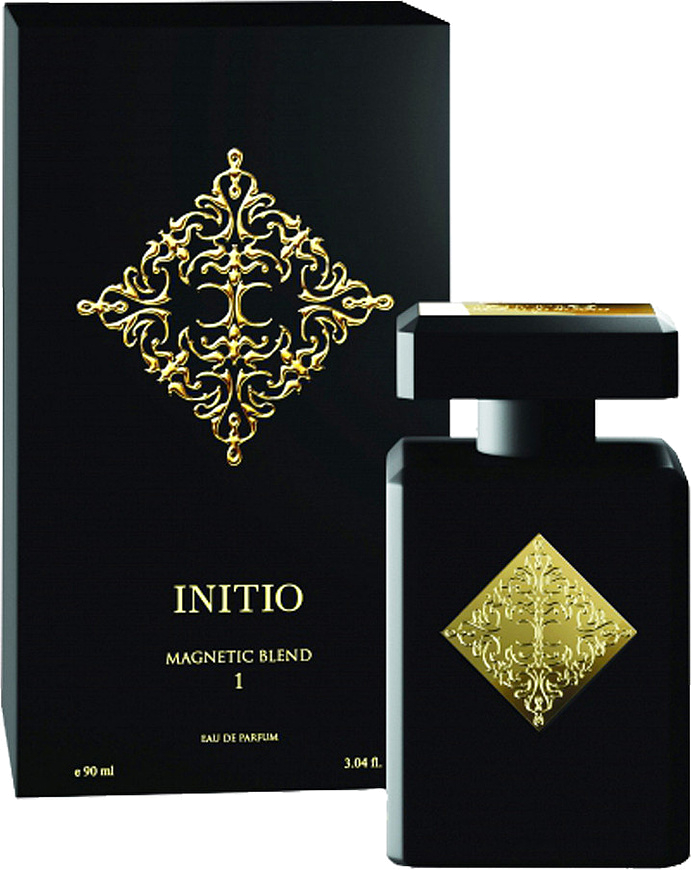 INITIO
MAGNETIC BLEND
1
EAU DE PARFUM
e 90 ml
3.04 fl.